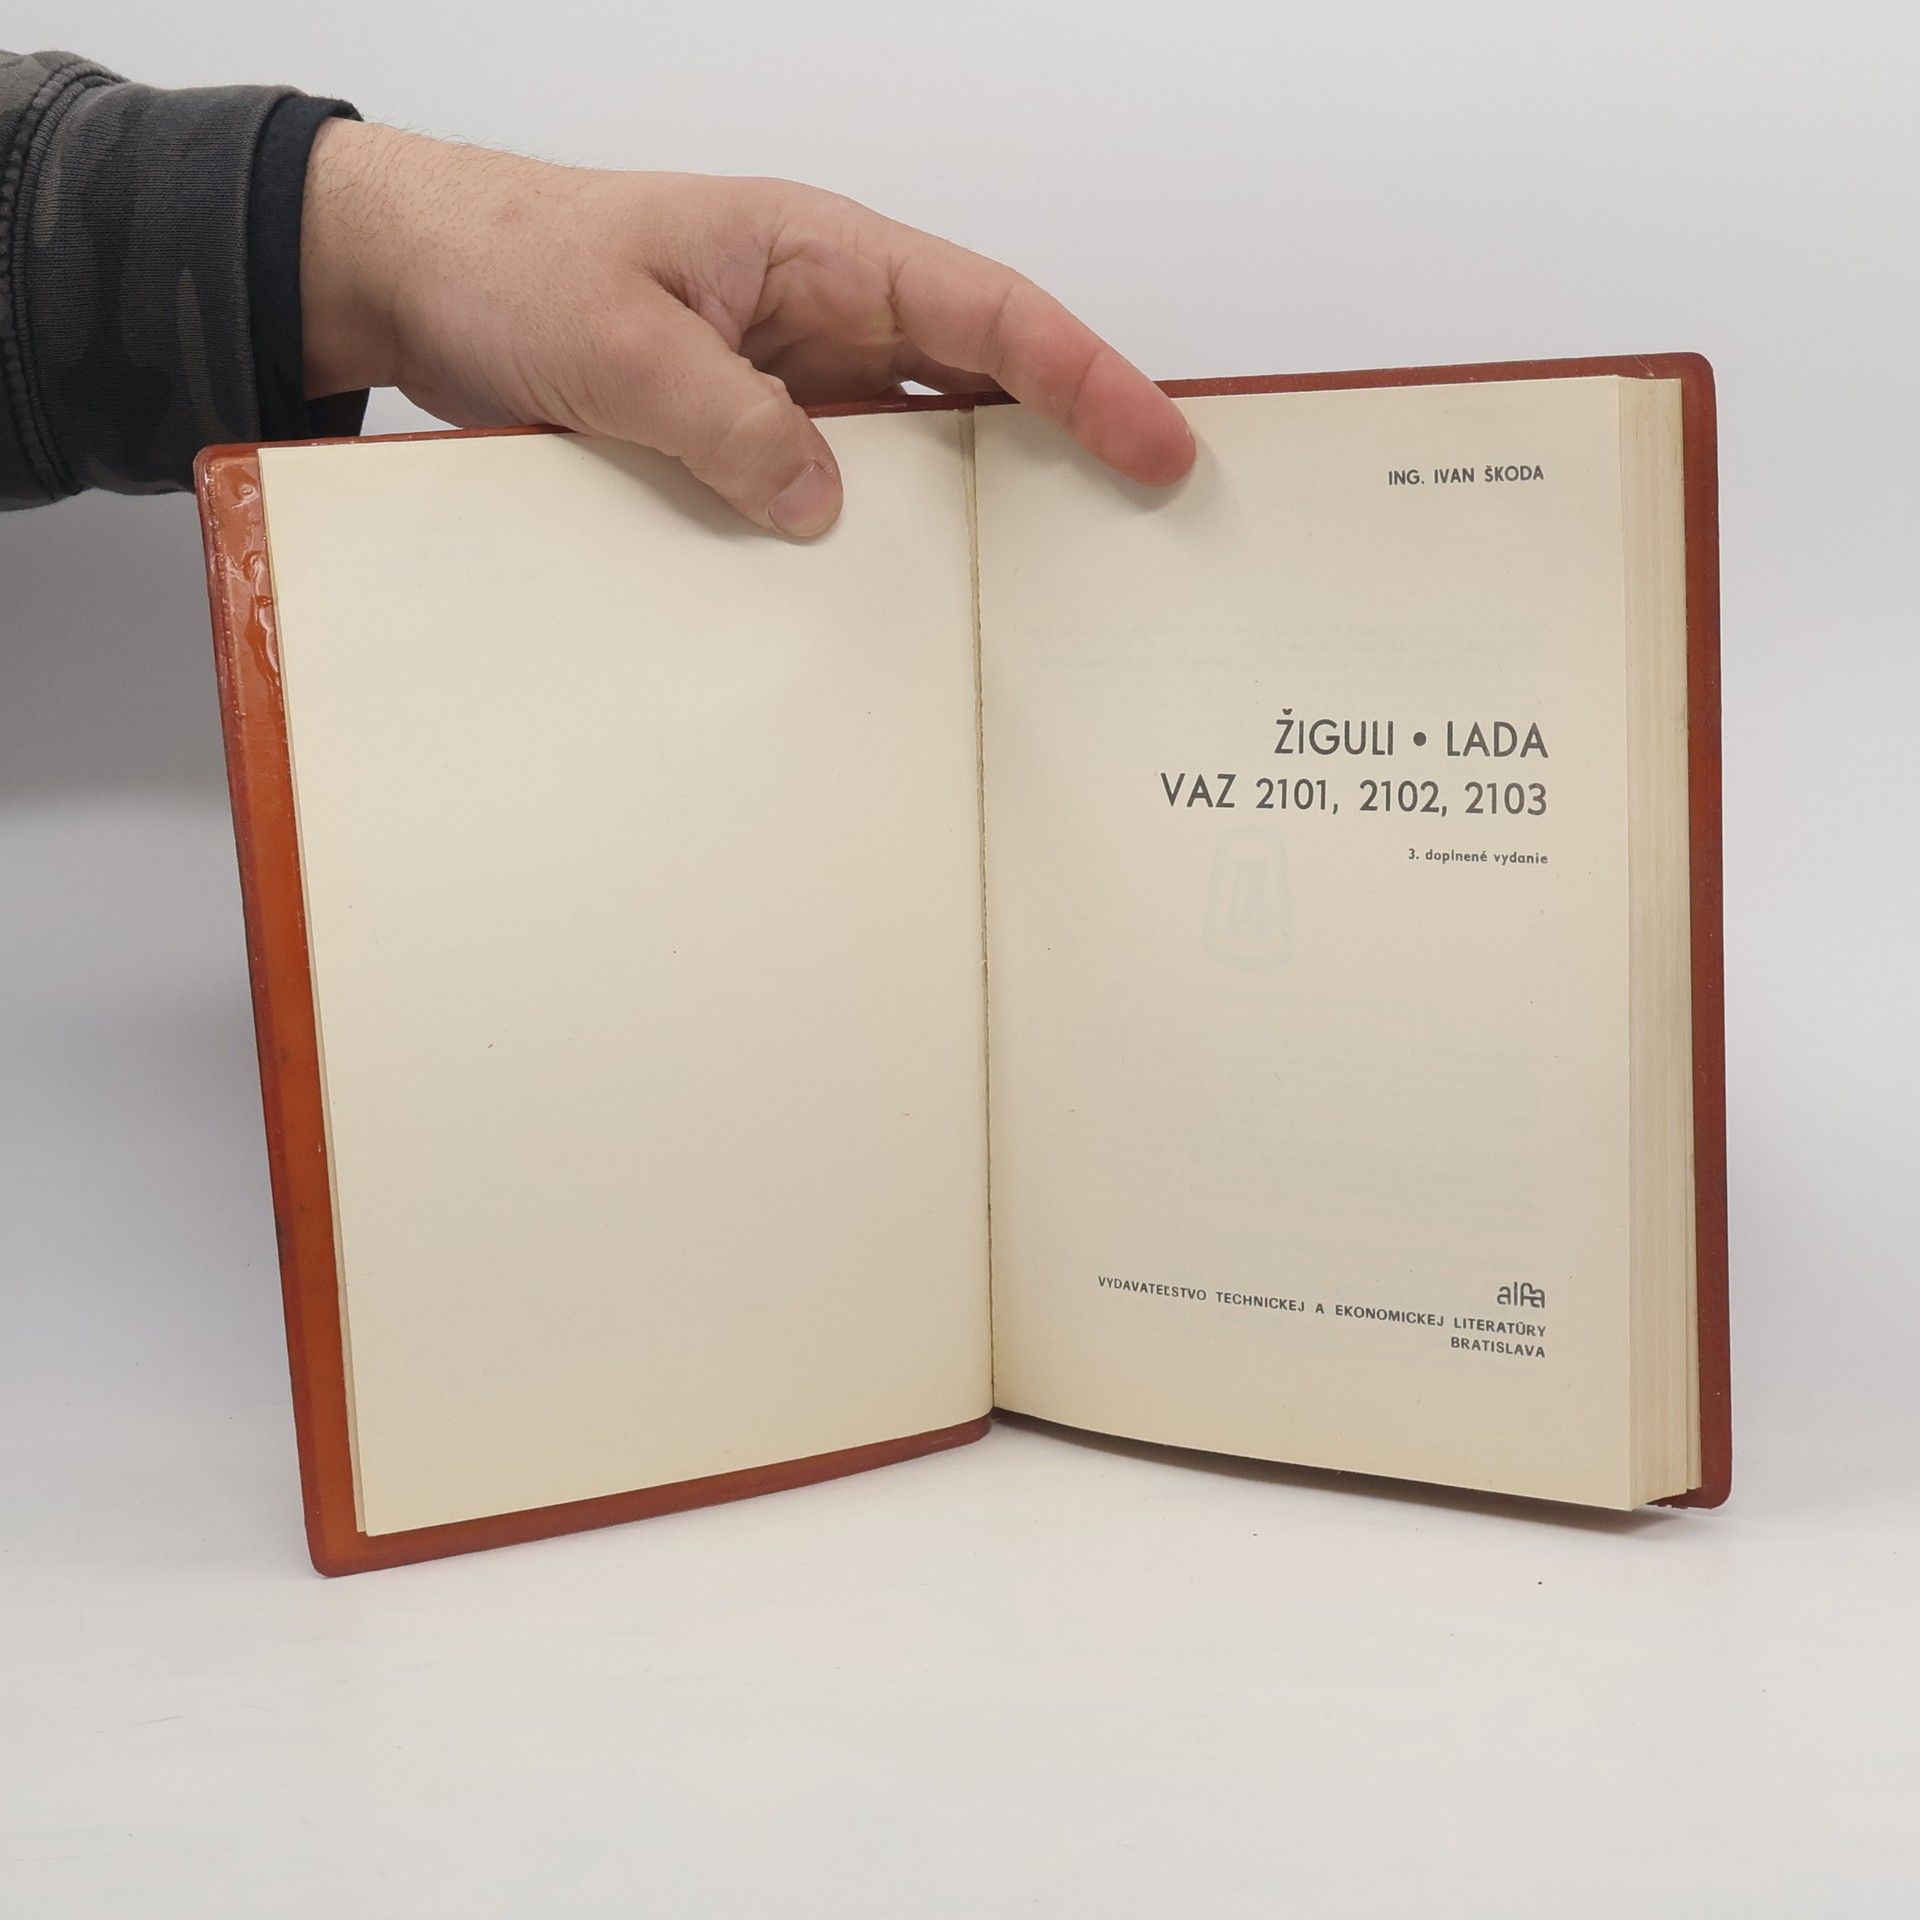 ING. IVAN ŠKODA
ŽIGULI • LADA
VAZ 2101, 2102, 2103
3. doplnené vydanie
alfa
VYDAVATEĽSTVO TECHNICKEJ A EKONOMICKEJ LITERATÚRY
BRATISLAVA